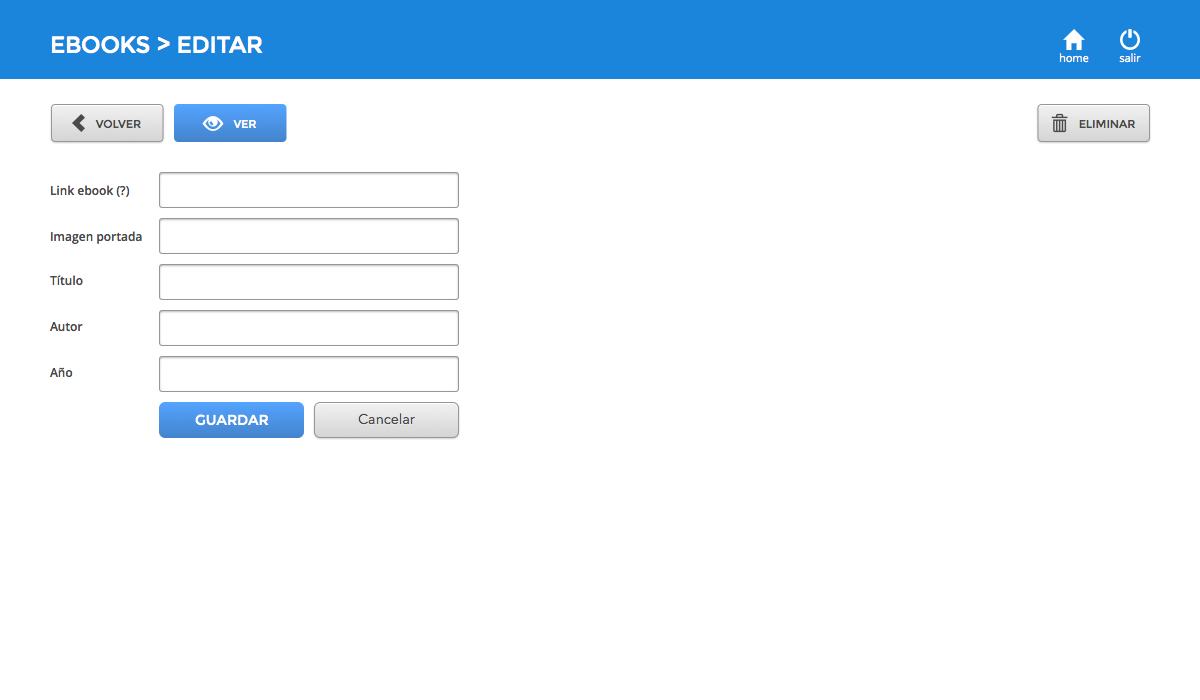 EBOOKS > EDITAR
home
salir
VOLVER
VER
ELIMINAR
Link ebook (?)
Imagen portada
Título
Autor
Año
GUARDAR
Cancelar